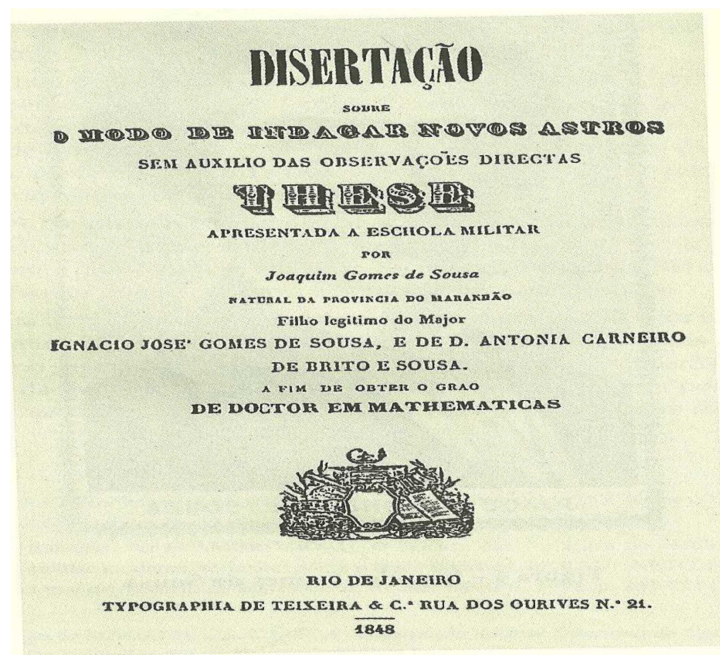 DISERTAÇÃO
SOBRE
O MODO DE INDAGAR NOVOS ASTROS
SEM AUXILIO DAS OBSERVAÇOẼS DIRECTAS
THESE
APRESENTADA A ESCHOLA MILITAR
POR
Joaquim Gomes de Sousa
NATURAL DA PROVINCIA DO MARANHÃO
Filho legitimo do Major
IGNACIO JOSE' GOMES DE SOUSA, E DE D. ANTONIA CARNEIRO
DE BRITO E SOUSA.
A FIM DE OBTER O GRAO
DE DOCTOR EM MATHEMATICAS
RIO DE JANEIRO
TYPOGRAPHIA DE TEIXEIRA & C.ª RUA DOS OURIVES N.º 21.
1848